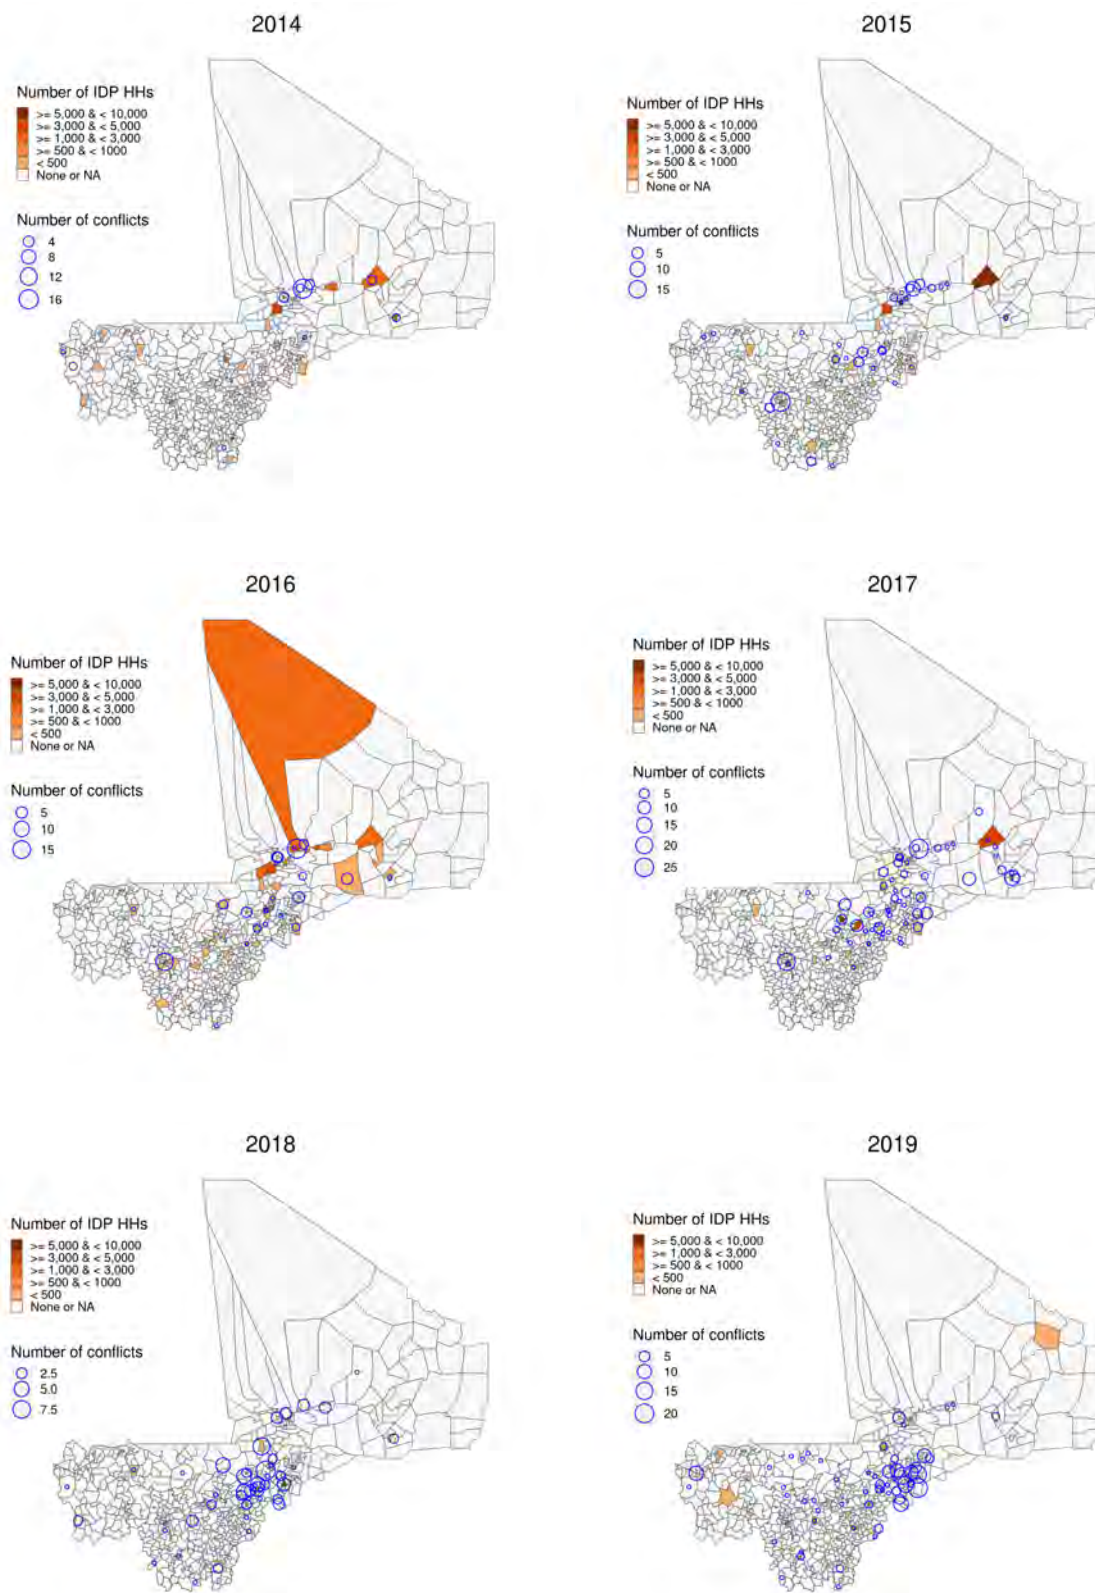 2014
Number of IDP HHs
>= 5,000 & < 10,000
>= 3,000 & < 5,000
>= 1,000 & < 3,000
>= 500 & < 1000
< 500
None or NA
Number of conflicts
4
8
12
16
2015
Number of IDP HHs
>= 5,000 & < 10,000
>= 3,000 & < 5,000
>= 1,000 & < 3,000
>= 500 & < 1000
< 500
None or NA
Number of conflicts
5
10
15
2016
Number of IDP HHs
>= 5,000 & < 10,000
>= 3,000 & < 5,000
>= 1,000 & < 3,000
>= 500 & < 1000
< 500
None or NA
Number of conflicts
5
10
15
2017
Number of IDP HHs
>= 5,000 & < 10,000
>= 3,000 & < 5,000
>= 1,000 & < 3,000
>= 500 & < 1000
< 500
None or NA
Number of conflicts
5
10
15
20
25
2018
Number of IDP HHs
>= 5,000 & < 10,000
>= 3,000 & < 5,000
>= 1,000 & < 3,000
>= 500 & < 1000
< 500
None or NA
Number of conflicts
2.5
5.0
7.5
2019
Number of IDP HHs
>= 5,000 & < 10,000
>= 1,000 & < 3,000
>= 500 & < 1000
< 500
None or NA
Number of conflicts
5
10
15
20